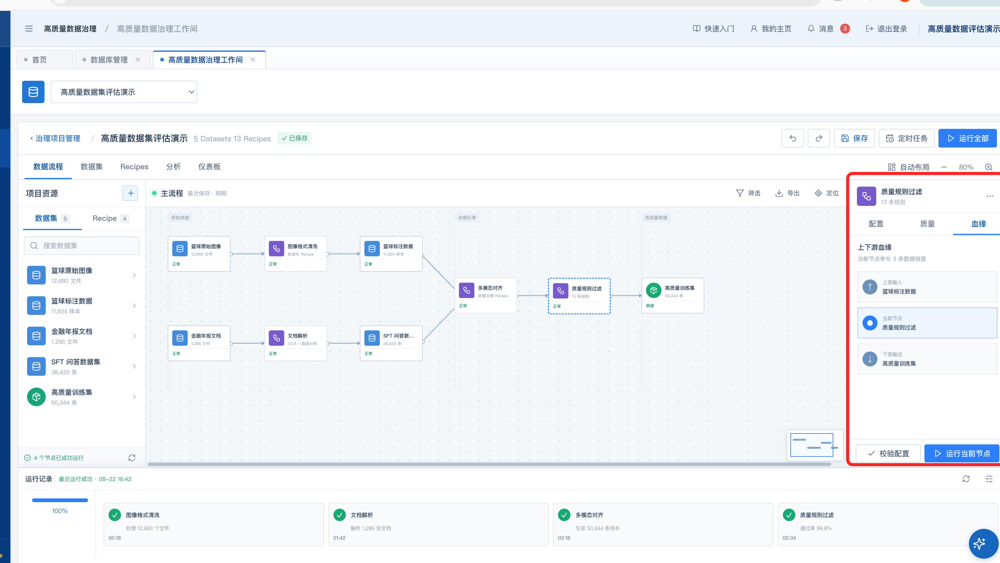 高质量数据治理 / 高质量数据治理工作间
快速入门
我的主页
消息 3
退出登录
高质量数据评估演示
首页
数据库管理
高质量数据治理工作间
高质量数据集评估演示
< 治理项目管理 / 高质量数据集评估演示 5 Datasets 13 Recipes ✓ 已保存
保存
定时任务
运行全部
数据流程
数据集
Recipes
分析
仪表板
自动布局
80%
项目资源
数据集 5
Recipe 4
搜索数据集
篮球原始图像
12,680 文件
篮球标注数据
11,924 样本
金融年报文档
1,286 文件
SFT 问答数据集
38,420 条
高质量训练集
50,344 条
4 个节点已成功运行
主流程 最近保存：刚刚
筛选
导出
定位
原始数据
治理处理
高质量数据
篮球原始图像
12,680 文件
正常
图像格式清洗
标准化 Recipe
正常
篮球标注数据
11,924 样本
正常
多模态对齐
质量治理 Recipe
正常
质量规则过滤
13 条规则
正常
高质量训练集
50,344 条
就绪
金融年报文档
1,286 文件
正常
文档解析
OCR + 版面分析
正常
SFT 问答数...
38,420 条
正常
质量规则过滤
13 条规则
配置
质量
血缘
上下游血缘
当前节点参与 3 条数据链路
上游输入
篮球标注数据
当前节点
质量规则过滤
下游输出
高质量训练集
校验配置
运行当前节点
运行记录 最近运行成功 · 08-22 16:42
100%
图像格式清洗
处理 12,680 个文件
00:18
文档解析
解析 1,286 份文档
01:42
多模态对齐
生成 50,344 条样本
02:16
质量规则过滤
通过率 96.8%
00:34